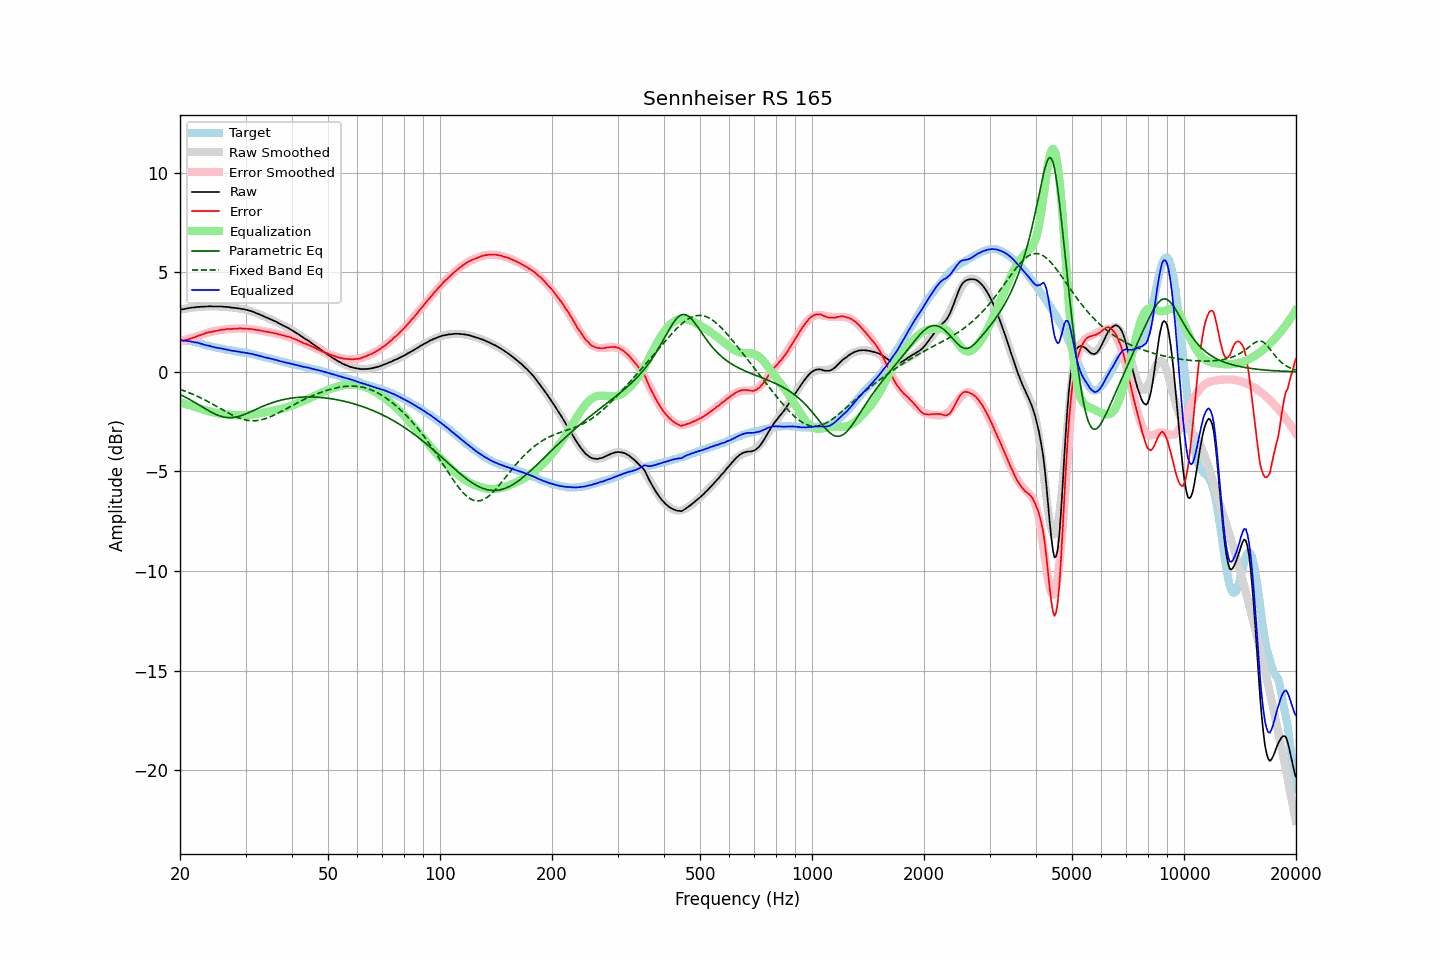 Sennheiser RS 165
Target
Raw Smoothed
Error Smoothed
Raw
Error
Equalization
Parametric Eq
Fixed Band Eq
Equalized
10
5
0
−5
−10
−15
−20
Amplitude (dBr)
20
50
100
200
500
1000
2000
5000
10000
20000
Frequency (Hz)